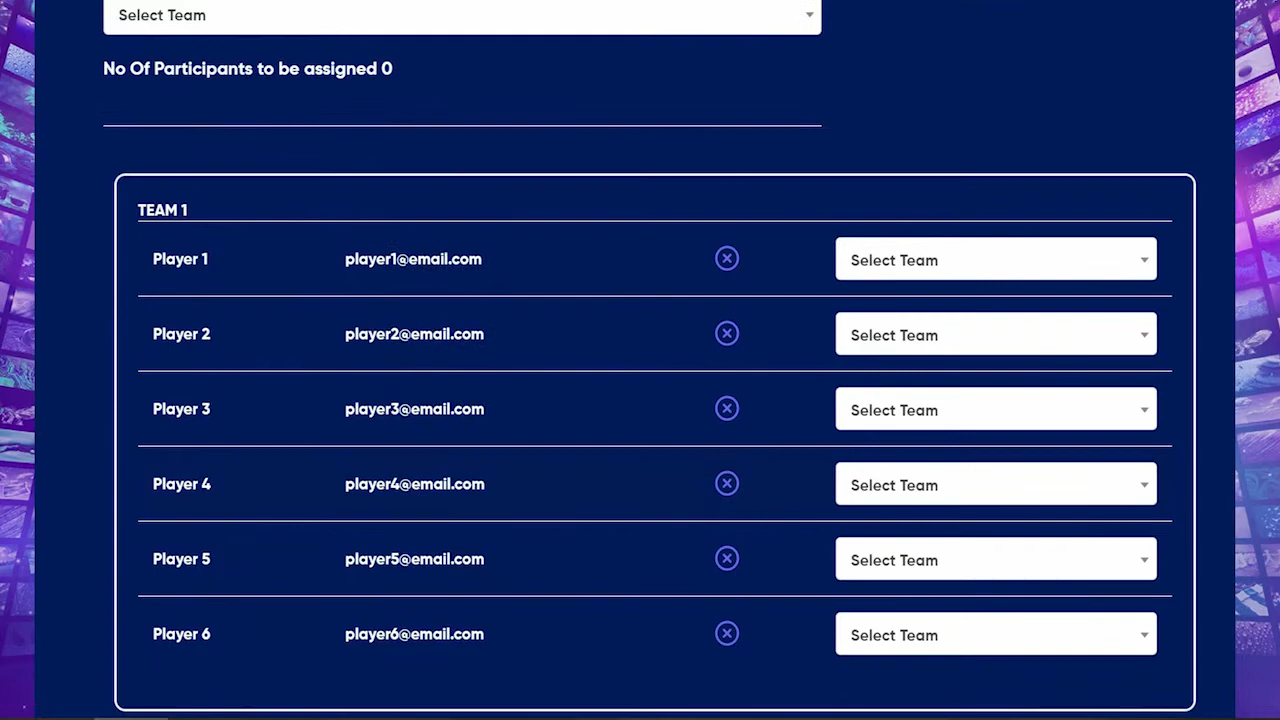 Select Team
No Of Participants to be assigned 0
TEAM 1
Player 1 player1@email.com Select Team
Player 2 player2@email.com Select Team
Player 3 player3@email.com Select Team
Player 4 player4@email.com Select Team
Player 5 player5@email.com Select Team
Player 6 player6@email.com Select Team